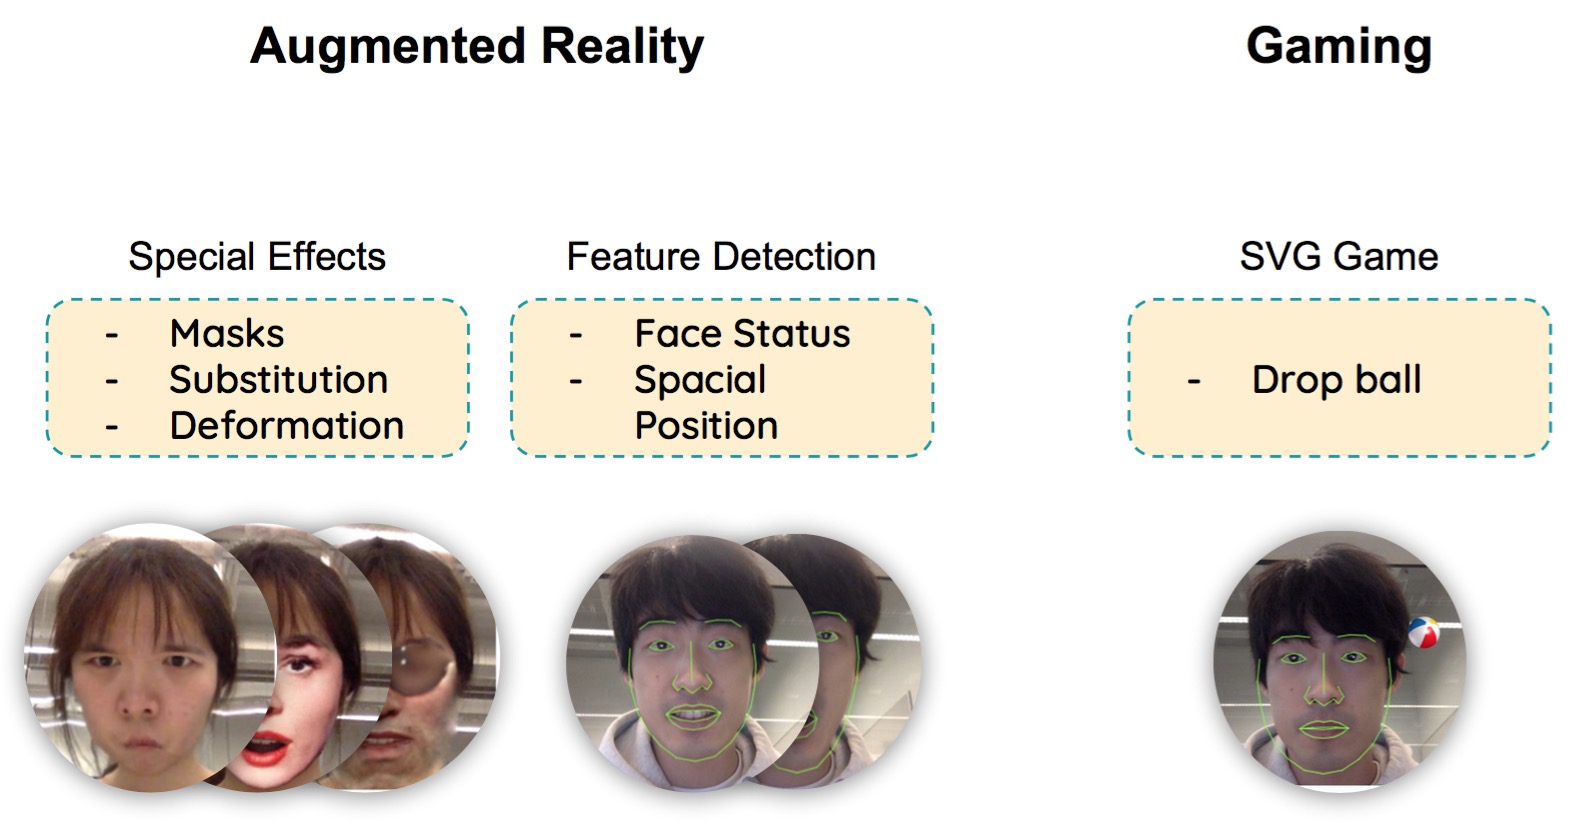 Augmented Reality
Gaming
Special Effects
- Masks
- Substitution
- Deformation
Feature Detection
- Face Status
- Spacial
Position
SVG Game
- Drop ball